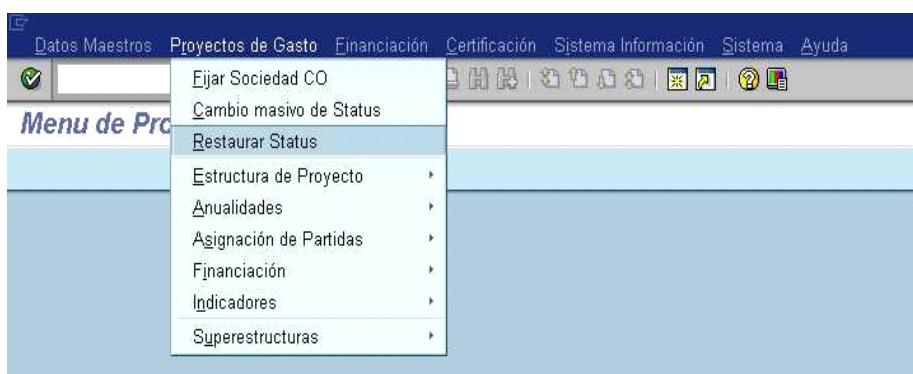 Datos Maestros Proyectos de Gasto Financiación Certificación Sistema Información Sistema Ayuda
Fijar Sociedad CO
Cambio masivo de Status
Menu de Pro
Restaurar Status
Estructura de Proyecto
Anualidades
Asignación de Partidas
Financiación
Indicadores
Superestructuras